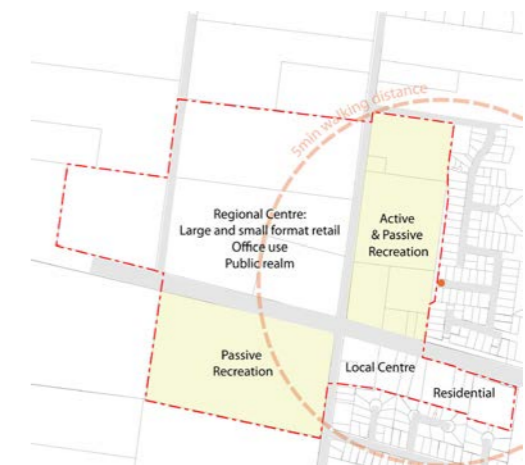 5min walking distance
Regional Centre:
Large and small format retail
Office use
Public realm
Active
& Passive
Recreation
Passive
Recreation
Local Centre
Residential